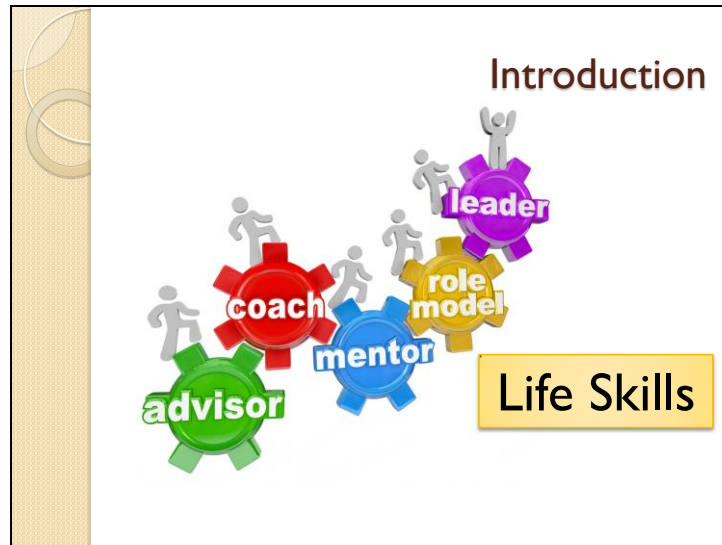 Introduction
leader
role
model
coach
mentor
advisor
Life Skills